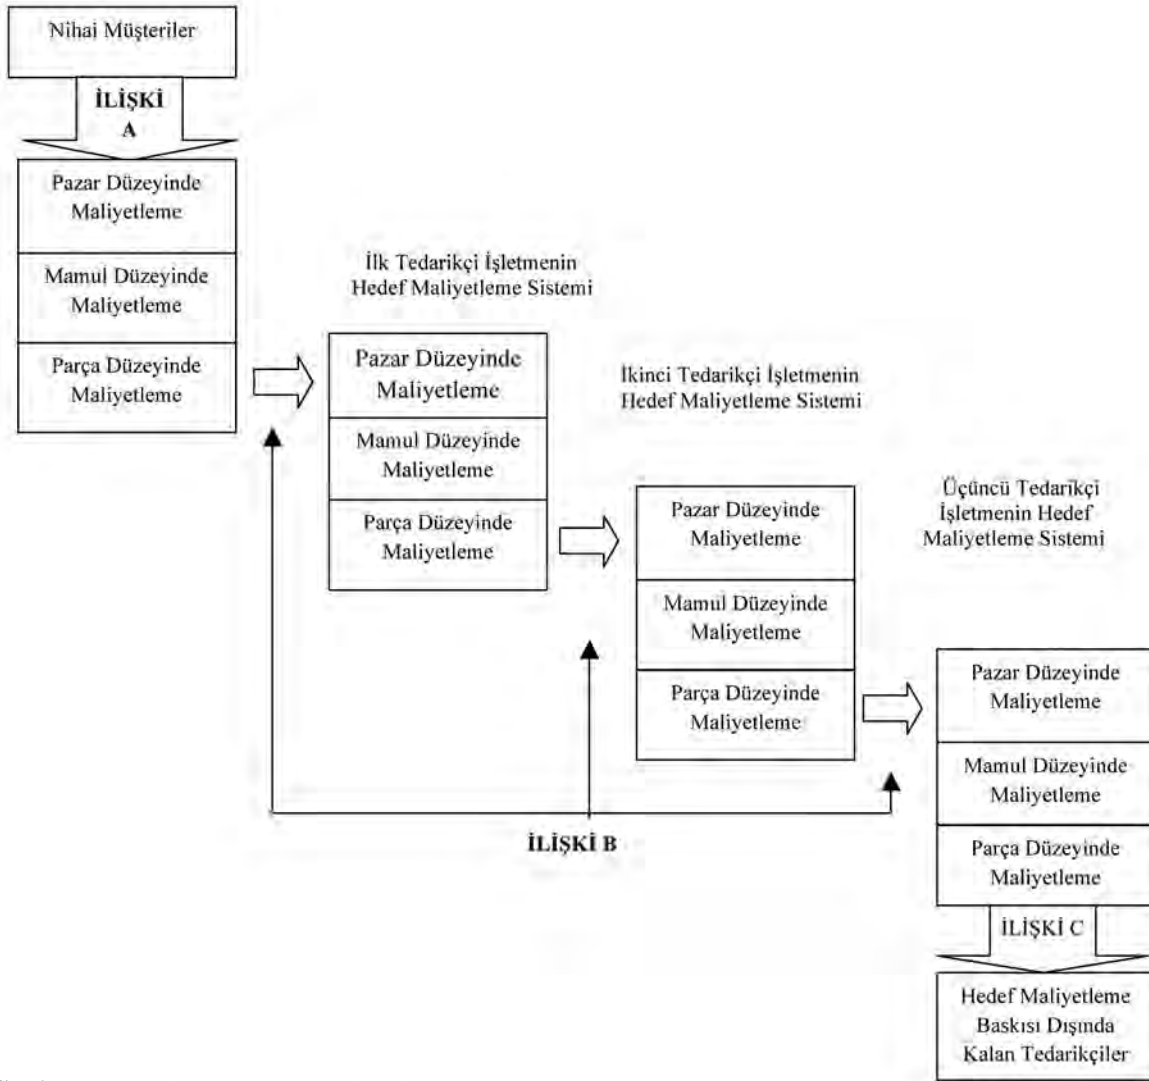 Nihai Müşteriler
İLİŞKİ
A
Pazar Düzeyinde
Maliyetleme
Mamul Düzeyinde
Maliyetleme
Parça Düzeyinde
Maliyetleme
İlk Tedarikçi İşletmenin
Hedef Maliyetleme Sistemi
Pazar Düzeyinde
Maliyetleme
Mamul Düzeyinde
Maliyetleme
Parça Düzeyinde
Maliyetleme
İkinci Tedarikçi İşletmenin
Hedef Maliyetleme Sistemi
Pazar Düzeyinde
Maliyetleme
Mamul Düzeyinde
Maliyetleme
Parça Düzeyinde
Maliyetleme
Üçüncü Tedarikçi
İşletmenin Hedef
Maliyetleme Sistemi
Pazar Düzeyinde
Maliyetleme
Mamul Düzeyinde
Maliyetleme
Parça Düzeyinde
Maliyetleme
İLİŞKİ B
İLİŞKİ C
Hedef Maliyetleme
Baskısı Dışında
Kalan Tedarikçiler